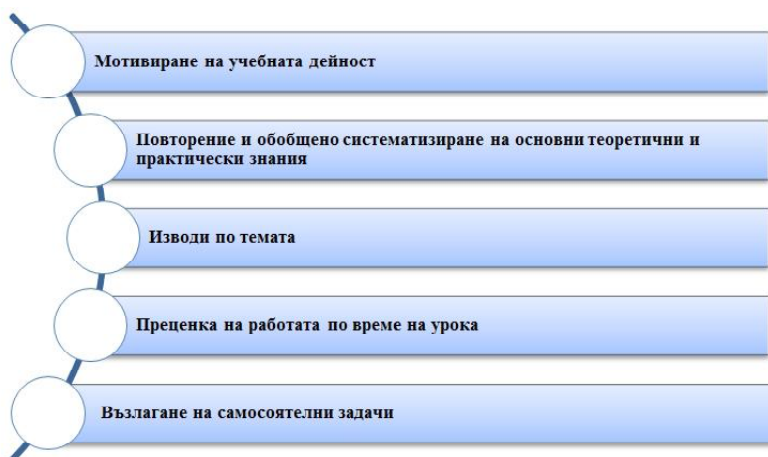 Мотивиране на учебната дейност
Повторение и обобщено систематизиране на основни теоретични и
практически знания
Изводи по темата
Преценка на работата по време на урока
Възлагане на самосоятелни задачи